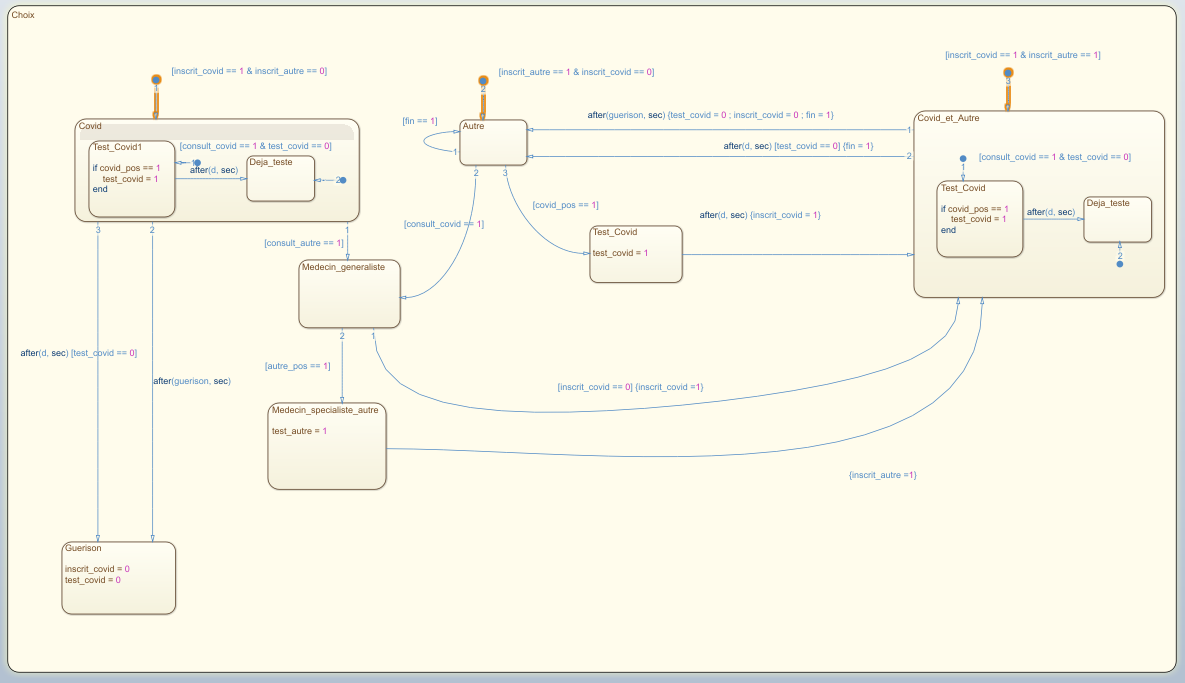 Choix
[inscrit_covid == 1 & inscrit_autre == 0]
1
[inscrit_autre == 1 & inscrit_covid == 0]
2
[inscrit_covid == 1 & inscrit_autre == 1]
3
Covid
Test_Covid1
if covid_pos == 1
test_covid = 1
end
[consult_covid == 1 & test_covid == 0]
1
after(d, sec)
Deja_teste
2
3
2
1
[fin == 1]
Autre
1
2
3
after(guerison, sec) {test_covid = 0 ; inscrit_covid = 0 ; fin = 1}
1
after(d, sec) [test_covid == 0] {fin = 1}
2
Covid_et_Autre
[consult_covid == 1 & test_covid == 0]
1
Test_Covid
if covid_pos == 1
test_covid = 1
end
after(d, sec)
Deja_teste
2
[consult_covid == 1]
[covid_pos == 1]
Test_Covid
test_covid = 1
after(d, sec) {inscrit_covid = 1}
[consult_autre == 1]
Medecin_generaliste
2
1
[autre_pos == 1]
[inscrit_covid == 0] {inscrit_covid =1}
after(d, sec) [test_covid == 0]
after(guerison, sec)
Medecin_specialiste_autre
test_autre = 1
{inscrit_autre =1}
Guerison
inscrit_covid = 0
test_covid = 0